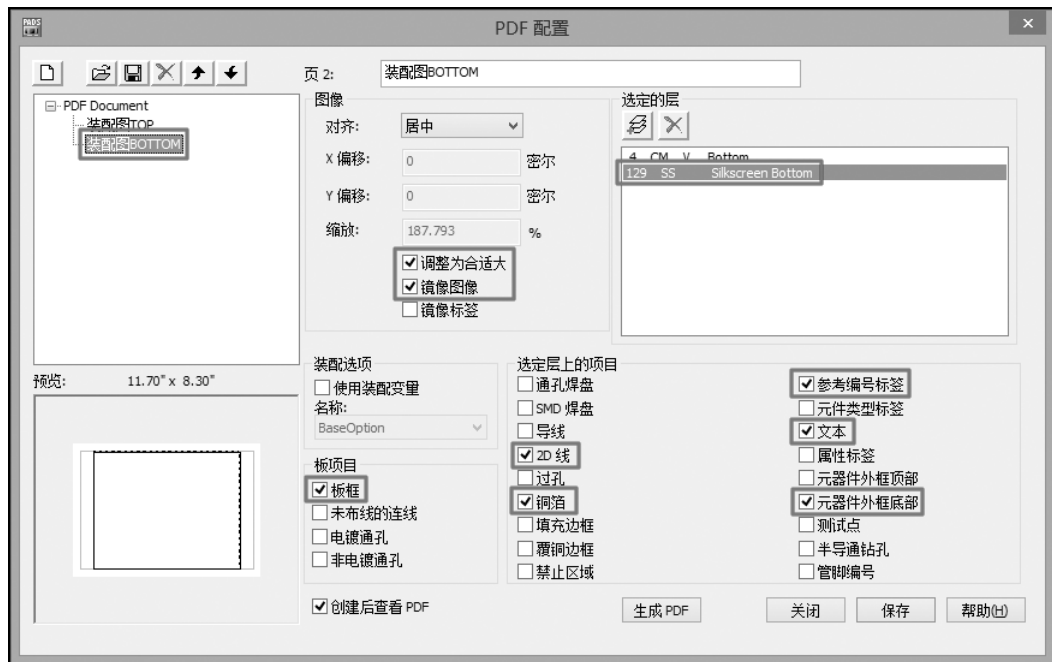 PADS
PDF 配置
页 2:
装配图BOTTOM
PDF Document
装配图TOP
装配图BOTTOM
图像
对齐:
居中
X 偏移:
0
密尔
Y 偏移:
0
密尔
缩放:
187.793
%
调整为合适大
镜像图像
镜像标签
选定的层
4 CM V Bottom
129 SS Silkscreen Bottom
预览:
11.70" x 8.30"
装配选项
使用装配变量
名称:
BaseOption
板项目
板框
未布线的连线
电镀通孔
非电镀通孔
选定层上的项目
通孔焊盘
SMD 焊盘
导线
2D 线
过孔
铜箔
填充边框
覆铜边框
禁止区域
参考编号标签
元件类型标签
文本
属性标签
元器件外框顶部
元器件外框底部
测试点
半导通钻孔
管脚编号
创建后查看 PDF
生成 PDF
关闭
保存
帮助(H)